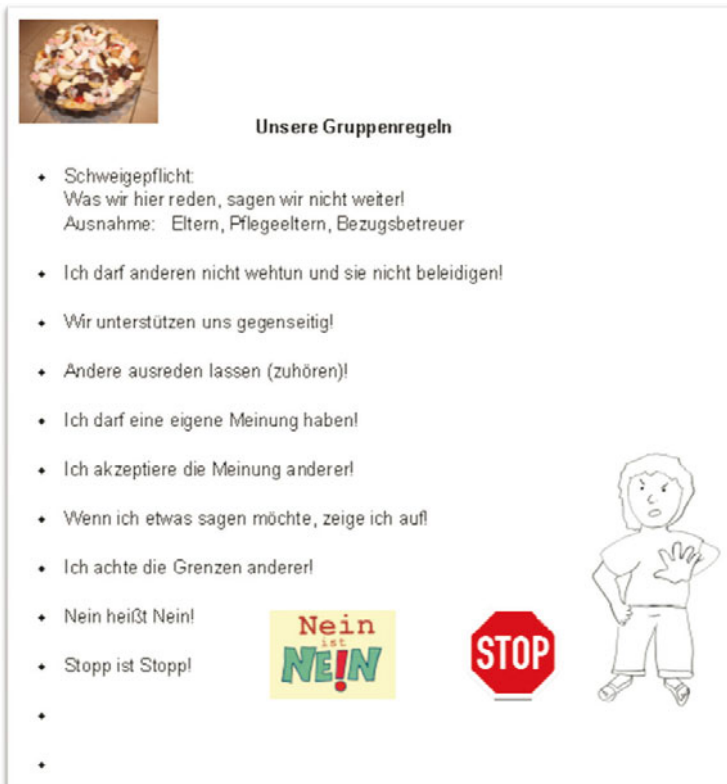 Unsere Gruppenregeln
Schweigepflicht:
Was wir hier reden, sagen wir nicht weiter!
Ausnahme: Eltern, Pflegeeltern, Bezugsbetreuer
Ich darf anderen nicht wehtun und sie nicht beleidigen!
Wir unterstützen uns gegenseitig!
Andere ausreden lassen (zuhören)!
Ich darf eine eigene Meinung haben!
Ich akzeptiere die Meinung anderer!
Wenn ich etwas sagen möchte, zeige ich auf!
Ich achte die Grenzen anderer!
Nein heißt Nein!
Stopp ist Stopp!
Nein
ist
NE!N
STOP